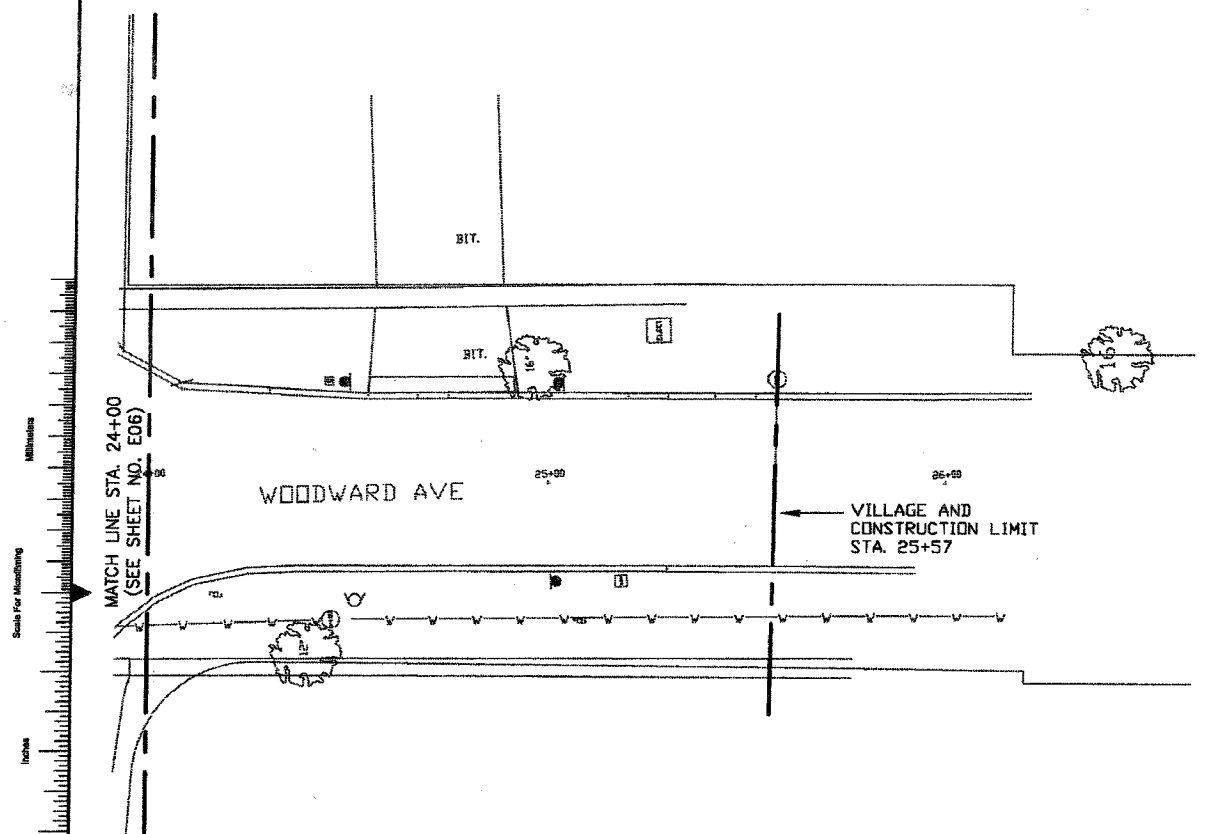 BIT.
BIT.
16"
16"
MATCH LINE STA. 24+00
(SEE SHEET NO. E06)
25+00
26+00
WOODWARD AVE
VILLAGE AND
CONSTRUCTION LIMIT
STA. 25+57
W W W W W W W W W W W W W W W W W W W
12"
Millimeters
Scale For Microfilming
Inches